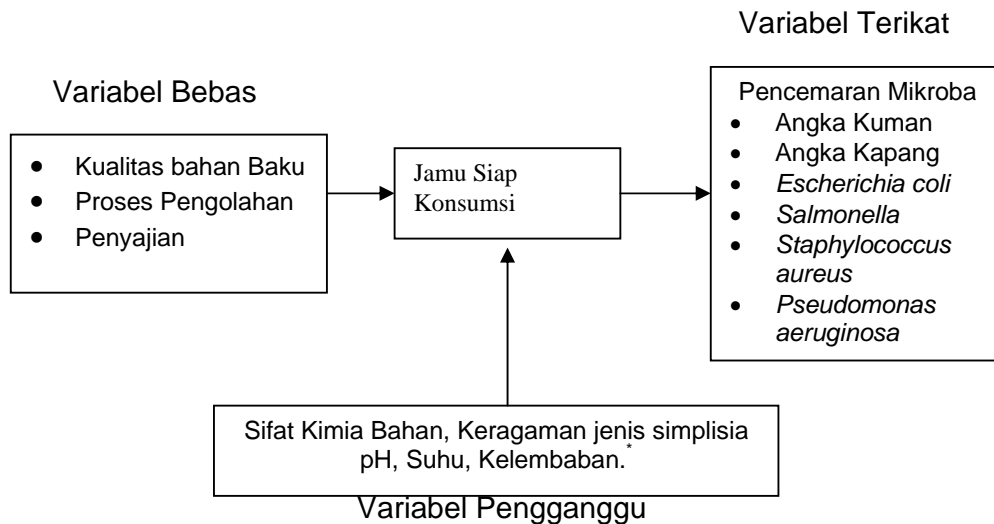 Variabel Terikat
Variabel Bebas
Pencemaran Mikroba
• Angka Kuman
• Angka Kapang
• Escherichia coli
• Salmonella
• Staphylococcus
aureus
• Pseudomonas
aeruginosa
• Kualitas bahan Baku
• Proses Pengolahan
• Penyajian
Jamu Siap
Konsumsi
Sifat Kimia Bahan, Keragaman jenis simplisia
pH, Suhu, Kelembaban.*
Variabel Pengganggu